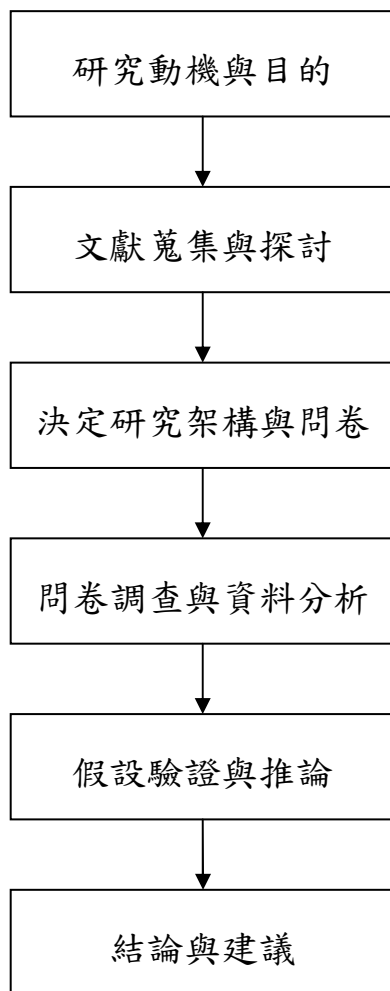 研究動機與目的
文獻蒐集與探討
決定研究架構與問卷
問卷調查與資料分析
假設驗證與推論
結論與建議